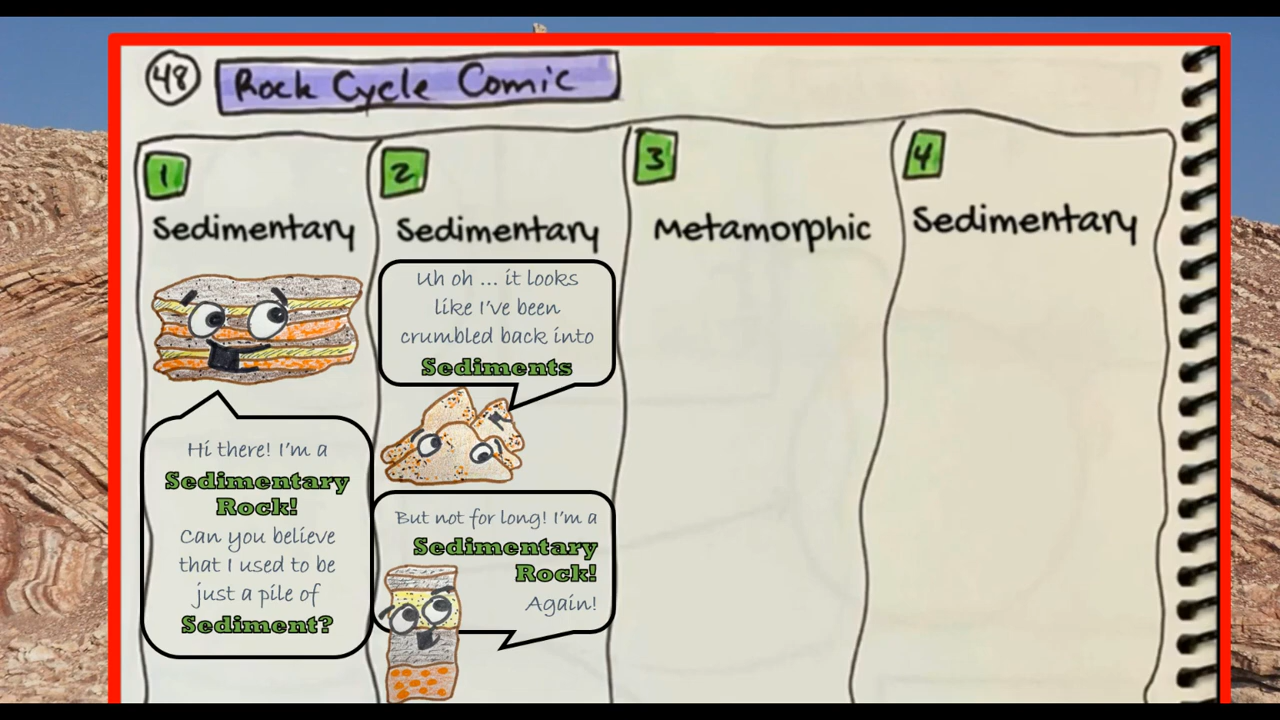 48
Rock Cycle Comic
1
Sedimentary
Hi there! I'm a
Sedimentary
Rock!
Can you believe
that I used to be
just a pile of
Sediment?
2
Sedimentary
Uh oh ... it looks
like I've been
crumbled back into
Sediments
But not for long! I'm a
Sedimentary
Rock!
Again!
3
Metamorphic
4
Sedimentary